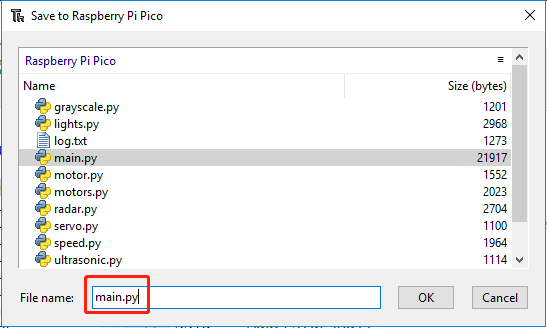 Save to Raspberry Pi Pico
Raspberry Pi Pico
Name Size (bytes)
grayscale.py 1201
lights.py 2968
log.txt 1273
main.py 21917
motor.py 1552
motors.py 2023
radar.py 2704
servo.py 1100
speed.py 1964
ultrasonic.py 1114
File name: main.py OK Cancel